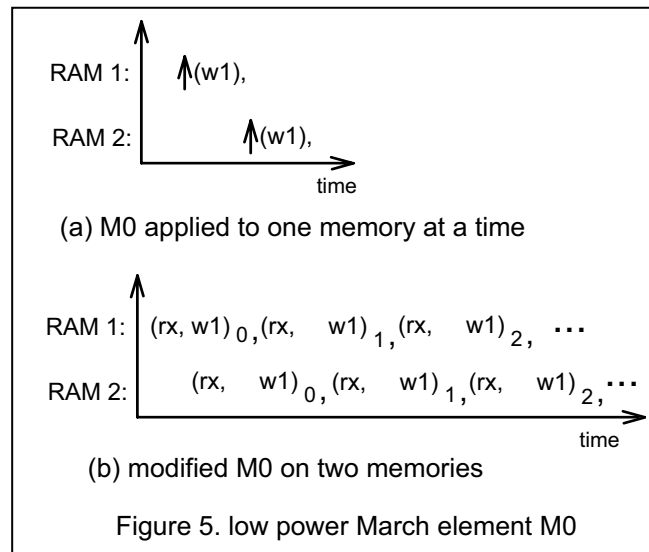 RAM 1: (w1),
RAM 2: (w1),
time
(a) M0 applied to one memory at a time
RAM 1: (rx, w1)0,(rx, w1)1,(rx, w1)2, ...
RAM 2: (rx, w1)0,(rx, w1)1,(rx, w1)2,...
time
(b) modified M0 on two memories
Figure 5. low power March element M0